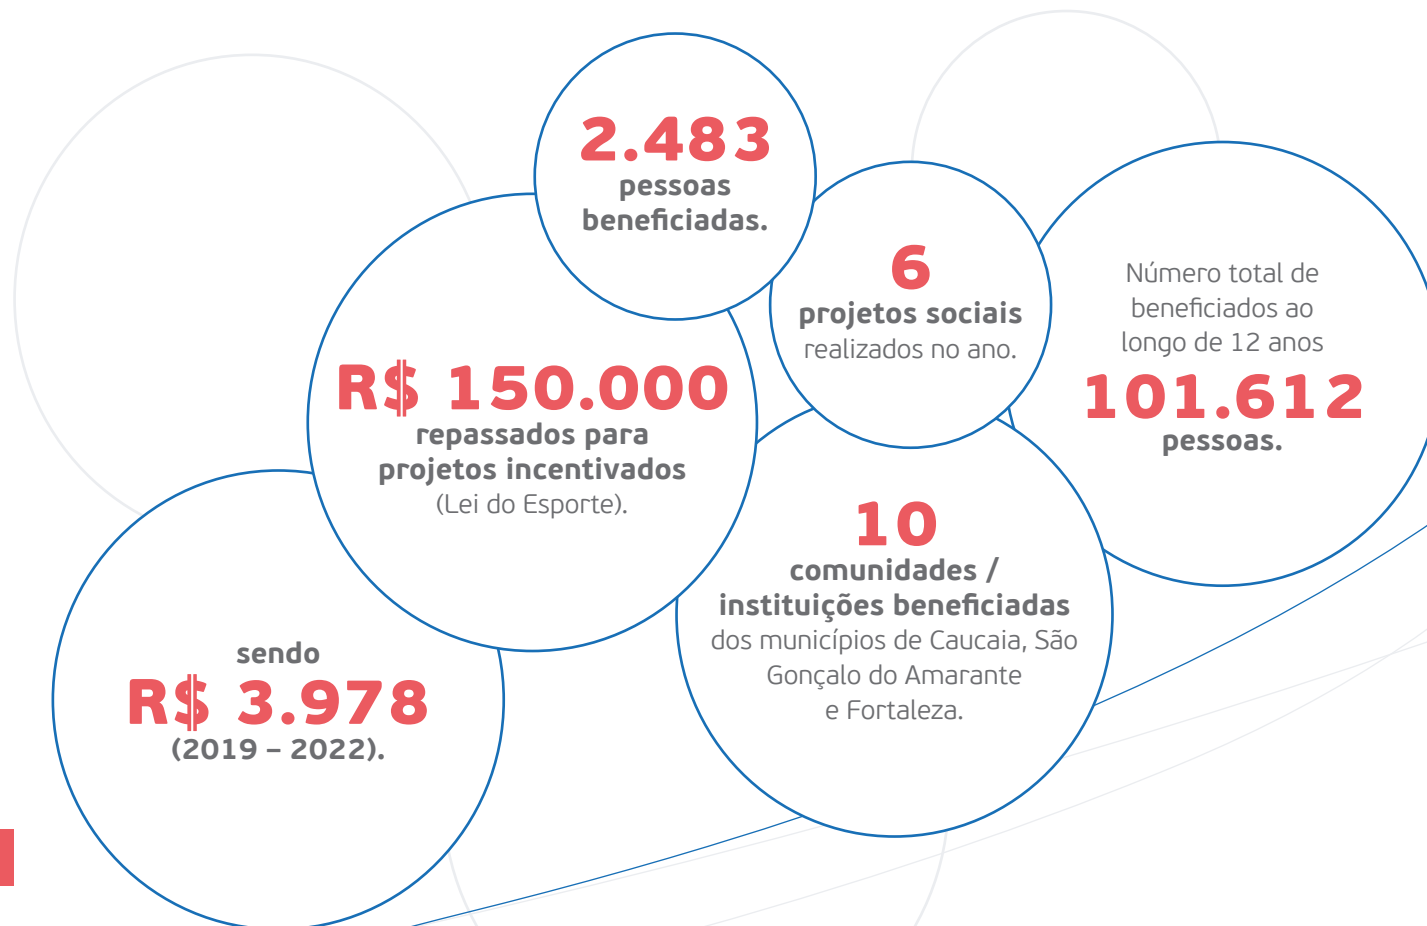 2.483
pessoas
beneficiadas.
6
projetos sociais
realizados no ano.
Número total de
beneficiados ao
longo de 12 anos
101.612
pessoas.
R$ 150.000
repassados para
projetos incentivados
(Lei do Esporte).
10
comunidades /
instituições beneficiadas
dos municípios de Caucaia, São
Gonçalo do Amarante
e Fortaleza.
sendo
R$ 3.978
(2019 – 2022).